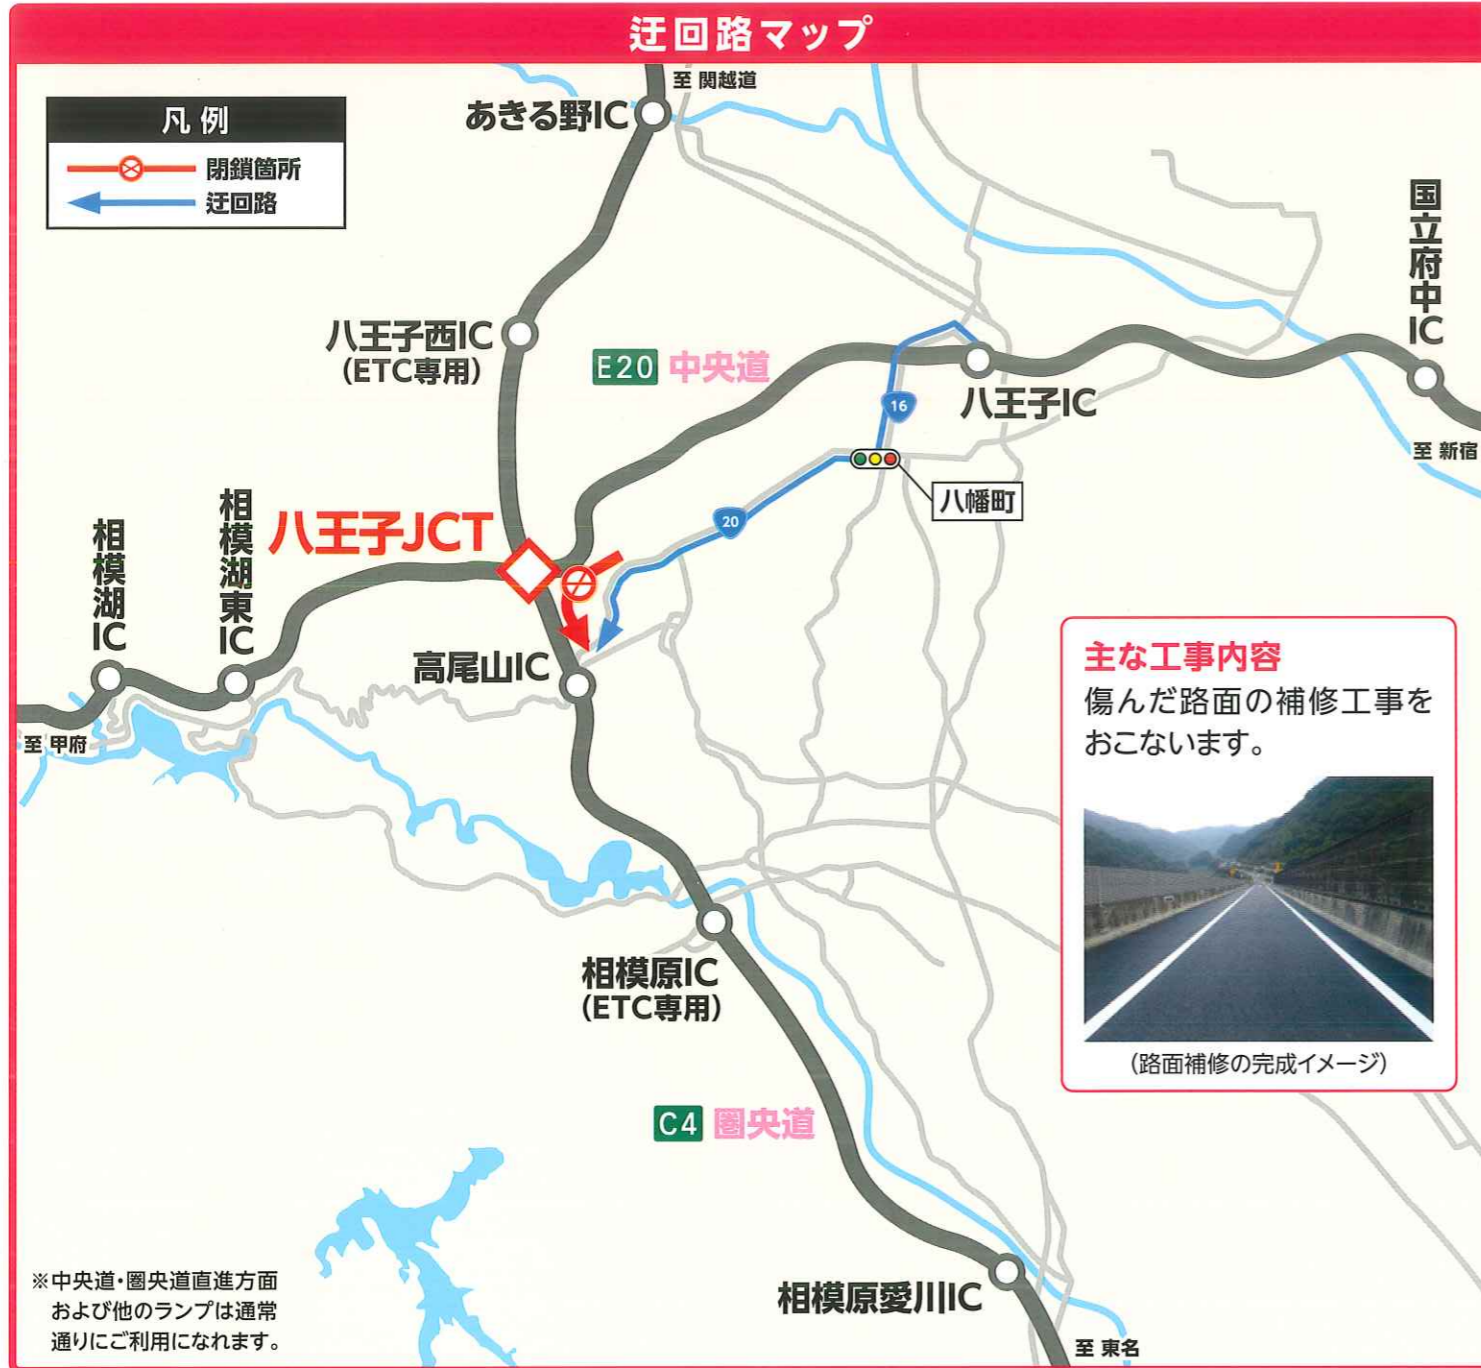 迂回路マップ
凡例
閉鎖箇所
迂回路
至 関越道
あきる野IC
国立府中IC
八王子西IC
(ETC専用)
E20 中央道
16
八王子IC
至 新宿
八幡町
20
八王子JCT
相模湖東IC
相模湖IC
高尾山IC
至 甲府
主な工事内容
傷んだ路面の補修工事を
おこないます。
(路面補修の完成イメージ)
相模原IC
(ETC専用)
C4 圏央道
※中央道・圏央道直進方面
および他のランプは通常
通りにご利用になれます。
相模原愛川IC
至 東名